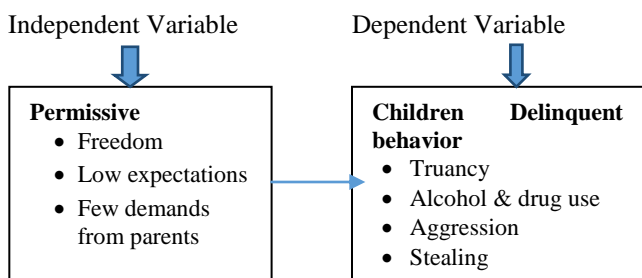 Independent Variable
Dependent Variable
Permissive
• Freedom
• Low expectations
• Few demands
from parents
Children Delinquent
behavior
• Truancy
• Alcohol & drug use
• Aggression
• Stealing